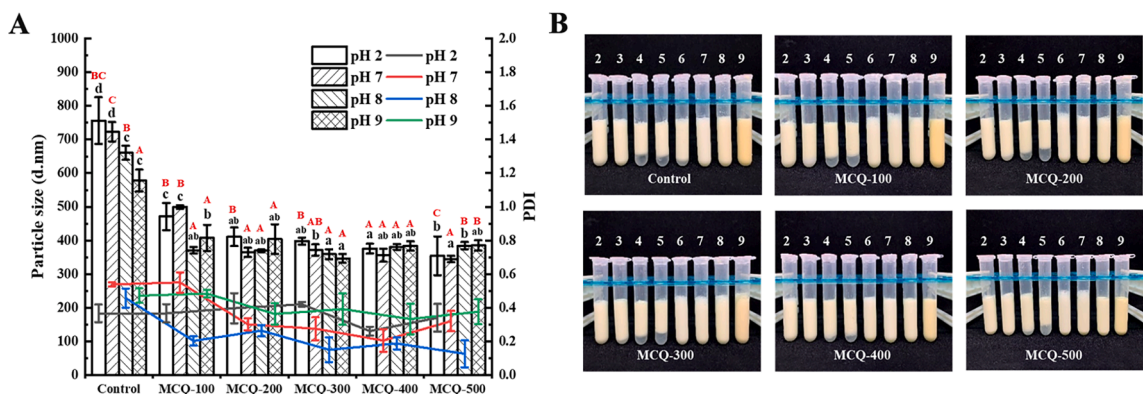 A
Particle size (d.nm)
1000
900
800
700
600
500
400
300
200
100
0
2.0
1.8
1.6
1.4
1.2
1.0
0.8
0.6
0.4
0.2
0.0
PDI
pH 2 pH 2
pH 7 pH 7
pH 8 pH 8
pH 9 pH 9
BC
d
C
d
B
c
A
c
B
c
B
c
A
ab
A
b
B
ab
A
ab
A
ab
A
ab
B
ab
AB
ab
A
a
A
a
A
ab
A
ab
A
ab
A
ab
C
b
A
a
B
ab
B
ab
Control MCQ-100 MCQ-200 MCQ-300 MCQ-400 MCQ-500
B
2 3 4 5 6 7 8 9
Control
2 3 4 5 6 7 8 9
MCQ-100
2 3 4 5 6 7 8 9
MCQ-200
2 3 4 5 6 7 8 9
MCQ-300
2 3 4 5 6 7 8 9
MCQ-400
2 3 4 5 6 7 8 9
MCQ-500